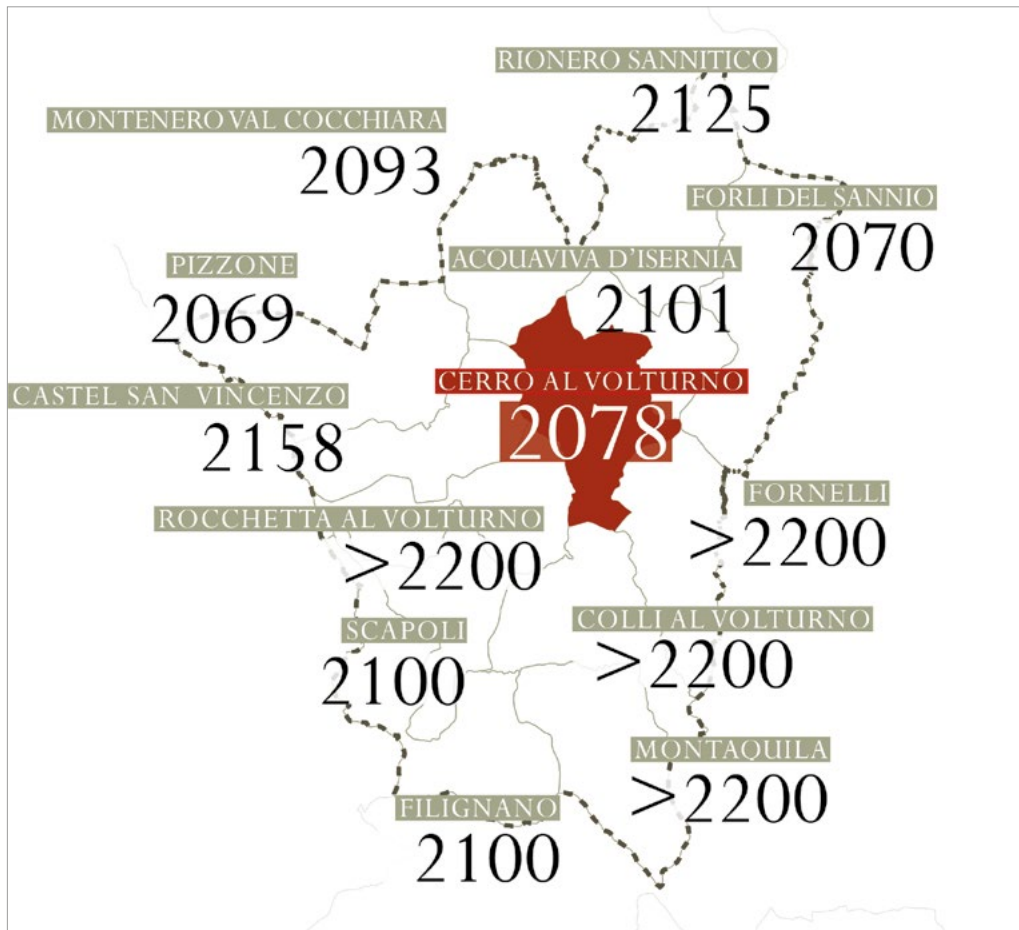 RIONERO SANNITICO
2125
MONTENERO VAL COCCHIARA
2093
FORLI DEL SANNIO
2070
ACQUAVIVA D'ISERNIA
2101
PIZZONE
2069
CERRO AL VOLTURNO
2078
CASTEL SAN VINCENZO
2158
FORNELLI
>2200
ROCCHETTA AL VOLTURNO
>2200
COLLI AL VOLTURNO
>2200
SCAPOLI
2100
MONTAQUILA
>2200
FILIGNANO
2100